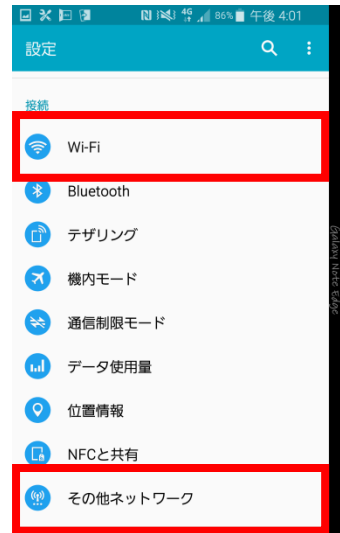 4G 86% 午後 4:01
設定
接続
Wi-Fi
Bluetooth
テザリング
機内モード
通信制限モード
データ使用量
位置情報
NFCと共有
その他ネットワーク
Galaxy Note Edge